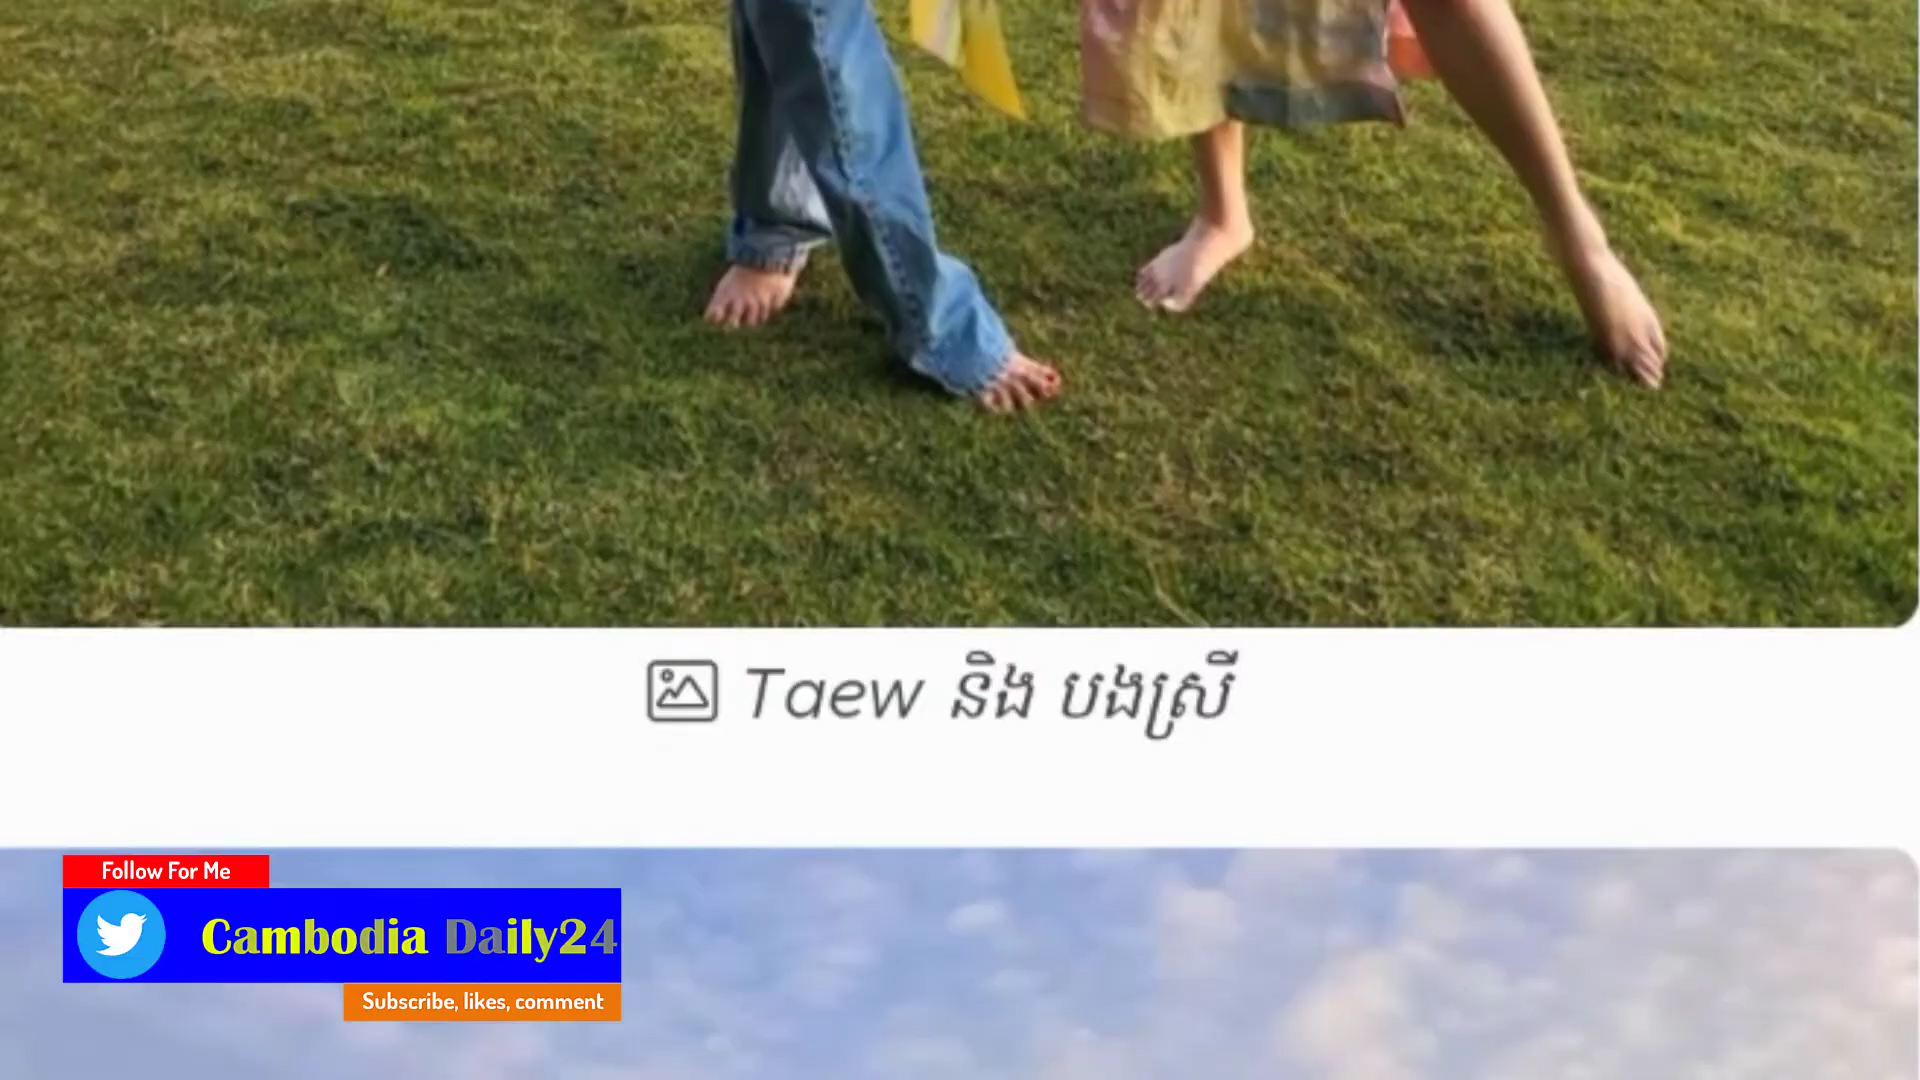 Taew និង បងស្រី
Follow For Me
Cambodia Daily24
Subscribe, likes, comment